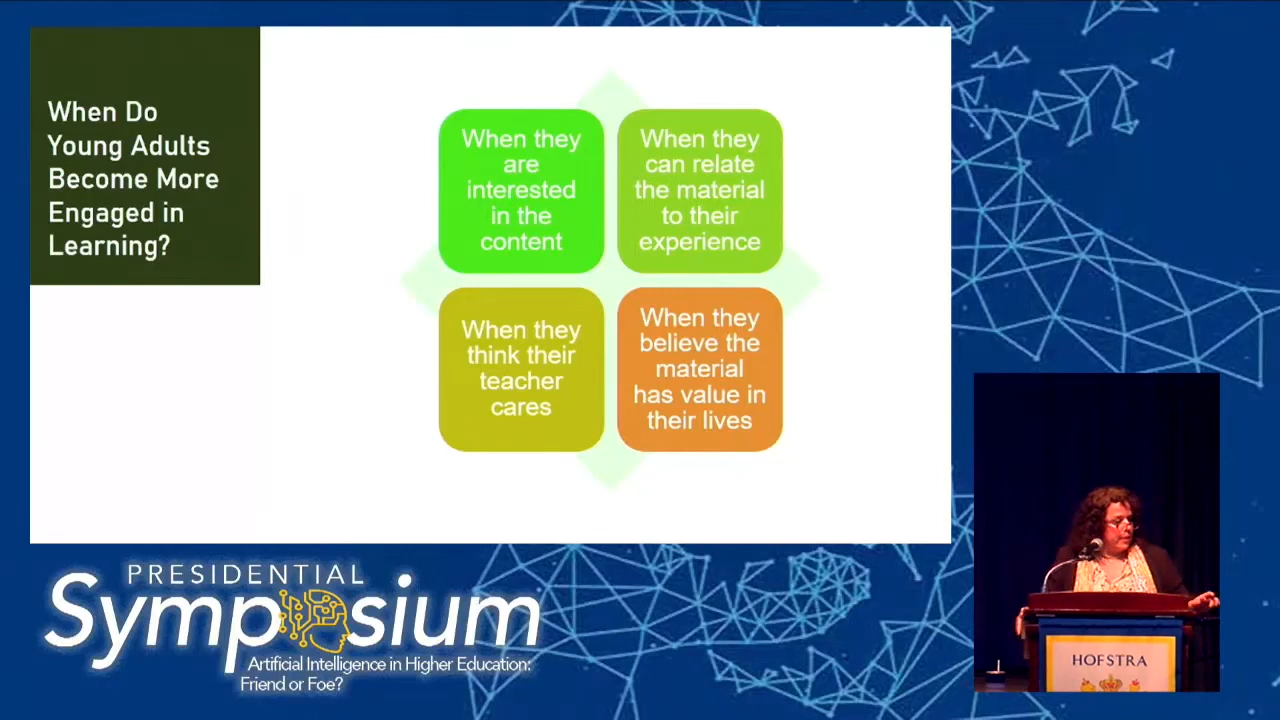 When Do
Young Adults
Become More
Engaged in
Learning?
When they
are
interested
in the
content
When they
can relate
the material
to their
experience
When they
think their
teacher
cares
When they
believe the
material
has value in
their lives
PRESIDENTIAL
Symposium
Artificial Intelligence in Higher Education:
Friend or Foe?
HOFSTRA